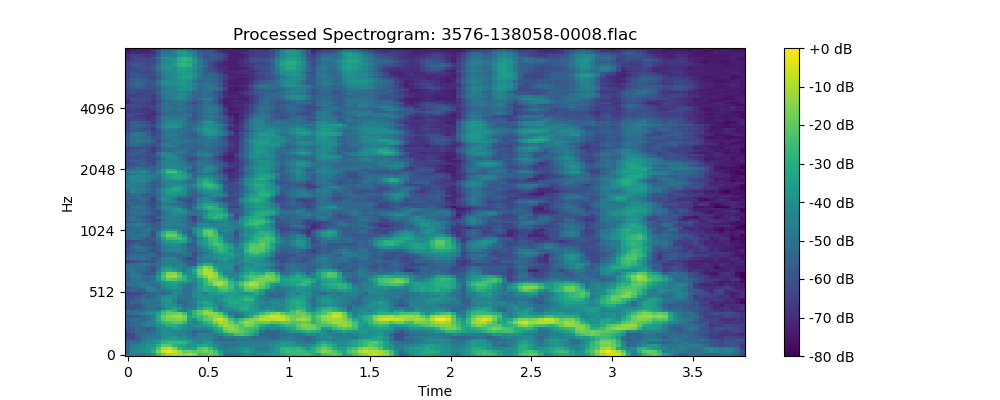 Processed Spectrogram: 3576-138058-0008.flac
Hz
4096
2048
1024
512
0
0 0.5 1 1.5 2 2.5 3 3.5
Time
+0 dB
-10 dB
-20 dB
-30 dB
-40 dB
-50 dB
-60 dB
-70 dB
-80 dB